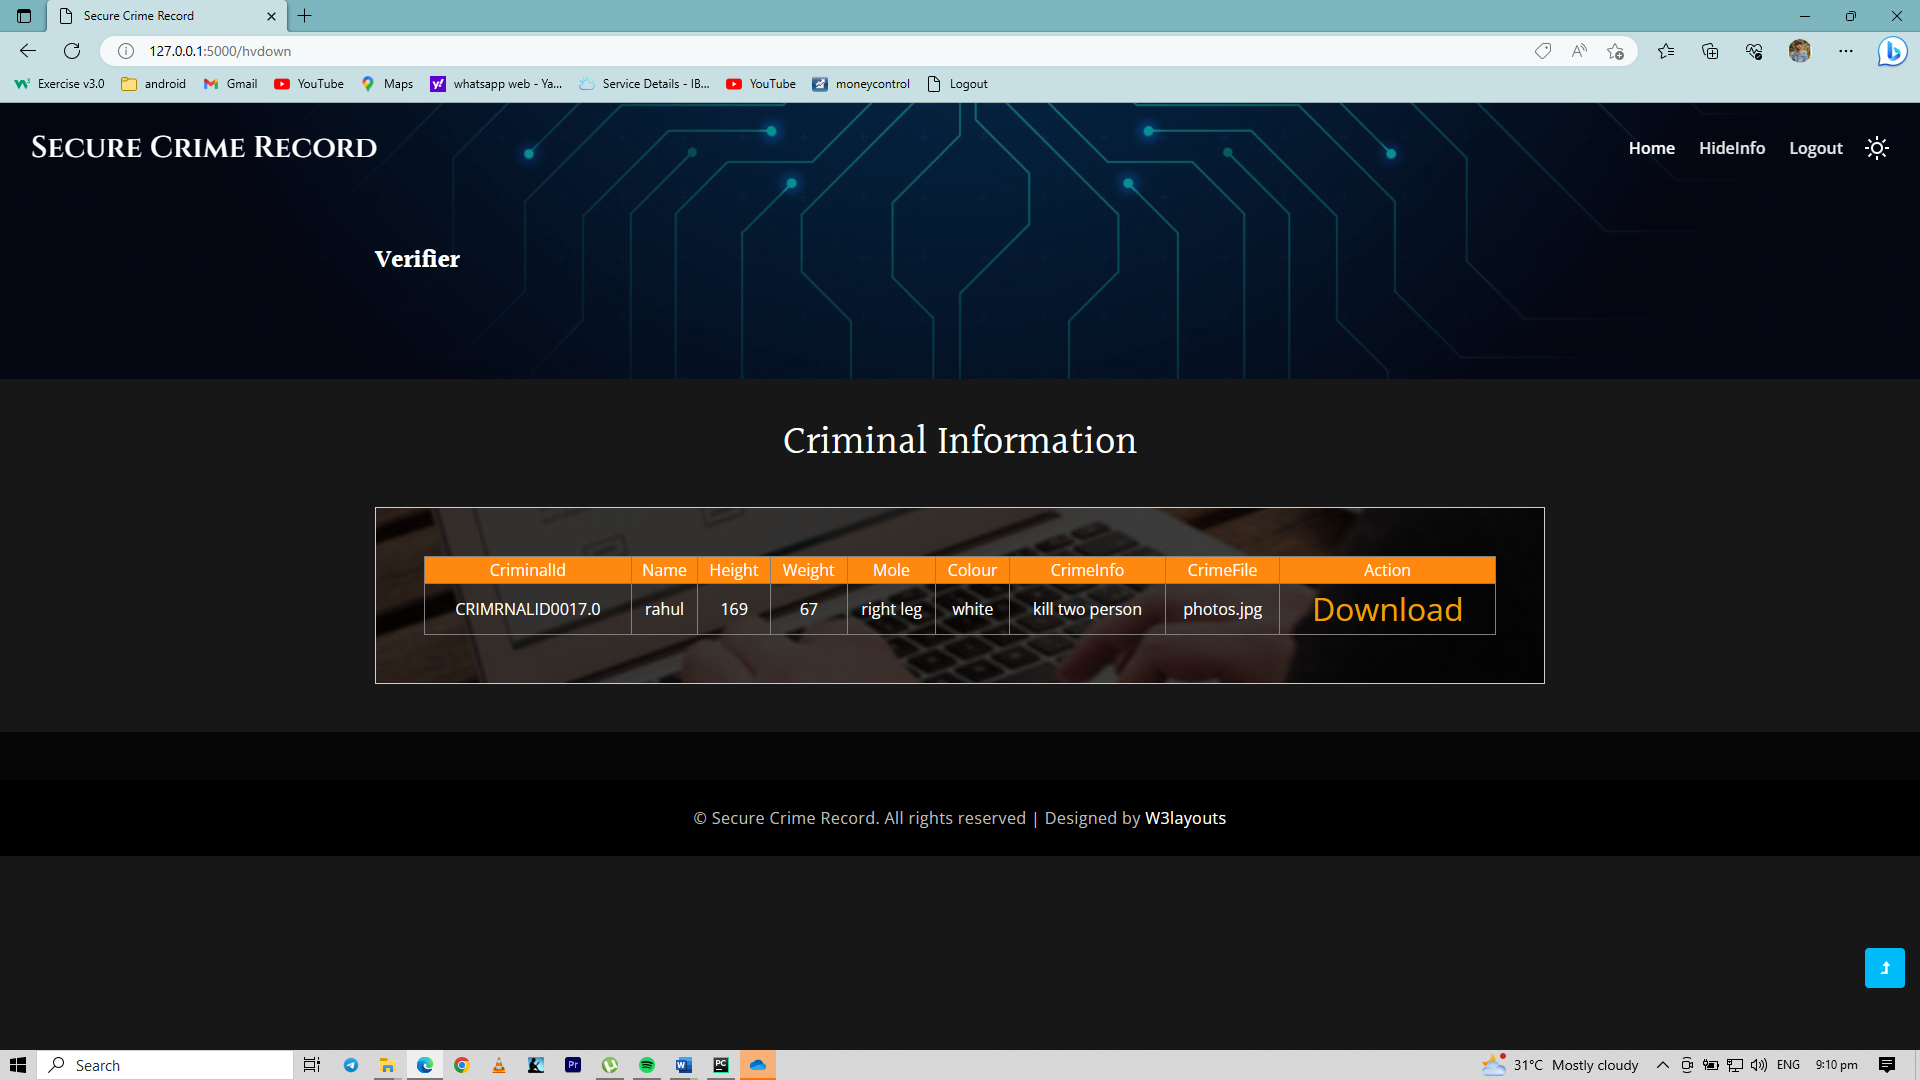 Secure Crime Record
127.0.0.1:5000/hvdown
Exercise v3.0 android Gmail YouTube Maps whatsapp web - Ya... Service Details - IB... YouTube moneycontrol Logout
Secure Crime Record
Home HideInfo Logout
Verifier
Criminal Information
CriminalId Name Height Weight Mole Colour CrimeInfo CrimeFile Action
CRIMRNALID0017.0 rahul 169 67 right leg white kill two person photos.jpg Download
© Secure Crime Record. All rights reserved | Designed by W3layouts
Search 31°C Mostly cloudy ENG 9:10 pm